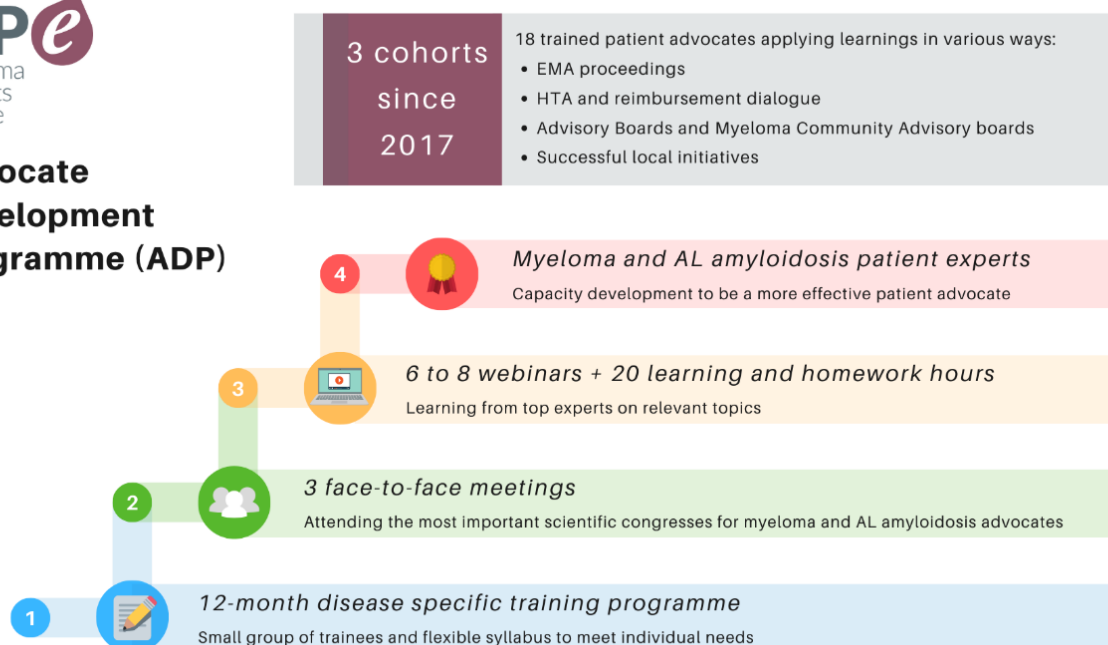 Pe
ma
ts
e
ocate
elopment
gramme (ADP)
3 cohorts
since
2017
18 trained patient advocates applying learnings in various ways:
• EMA proceedings
• HTA and reimbursement dialogue
• Advisory Boards and Myeloma Community Advisory boards
• Successful local initiatives
4
Myeloma and AL amyloidosis patient experts
Capacity development to be a more effective patient advocate
3
6 to 8 webinars + 20 learning and homework hours
Learning from top experts on relevant topics
2
3 face-to-face meetings
Attending the most important scientific congresses for myeloma and AL amyloidosis advocates
1
12-month disease specific training programme
Small group of trainees and flexible syllabus to meet individual needs